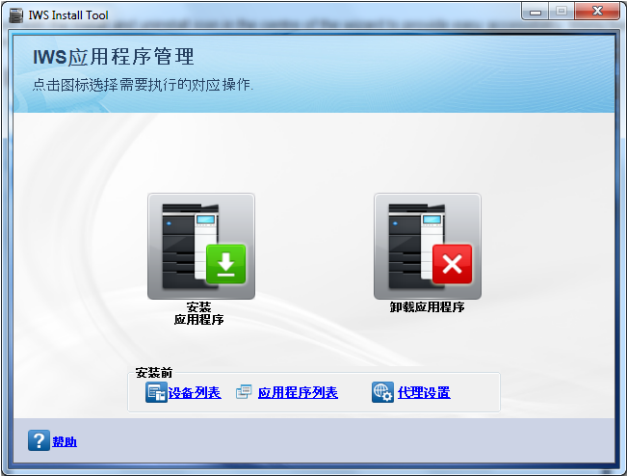 IWS Install Tool
IWS应用程序管理
点击图标选择需要执行的对应操作.
安装
应用程序
卸载应用程序
安装前
设备列表
应用程序列表
代理设置
帮助